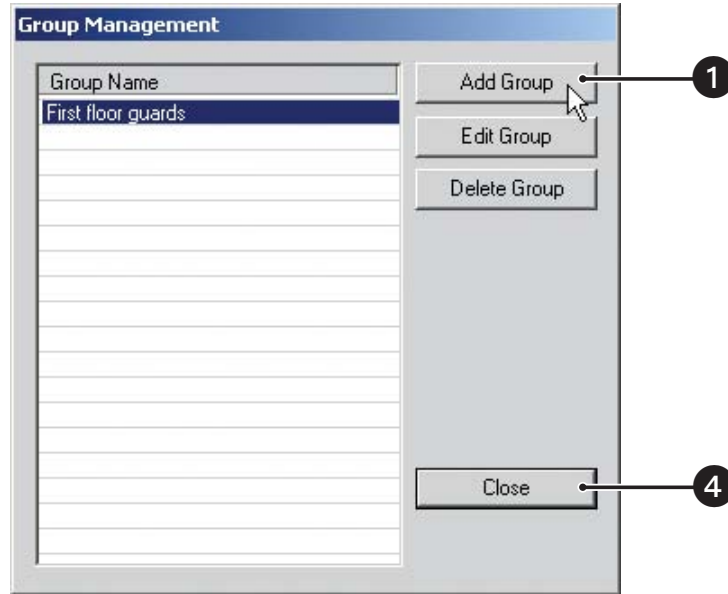 Group Management
Group Name
First floor guards
Add Group
1
Edit Group
Delete Group
Close
4